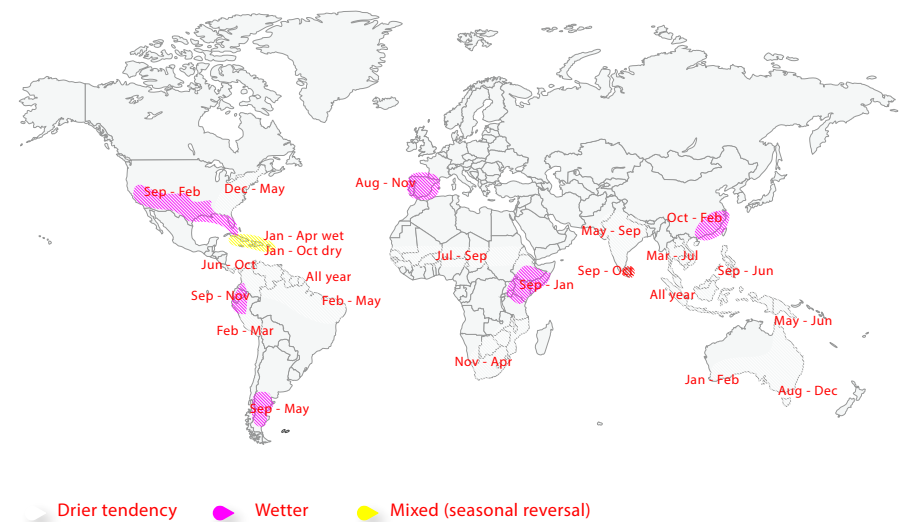 Sep - Feb
Dec - May
Aug - Nov
Oct - Feb
Jan - Apr wet
Jan - Oct dry
May - Sep
Jul - Sep
Mar - Jul
Jun - Oct
All year
Sep - Oct
Sep - Jun
Sep - Jan
Sep - Nov
Feb - May
All year
Feb - Mar
May - Jun
Nov - Apr
Jan - Feb
Aug - Dec
Sep - May
Drier tendency Wetter Mixed (seasonal reversal)